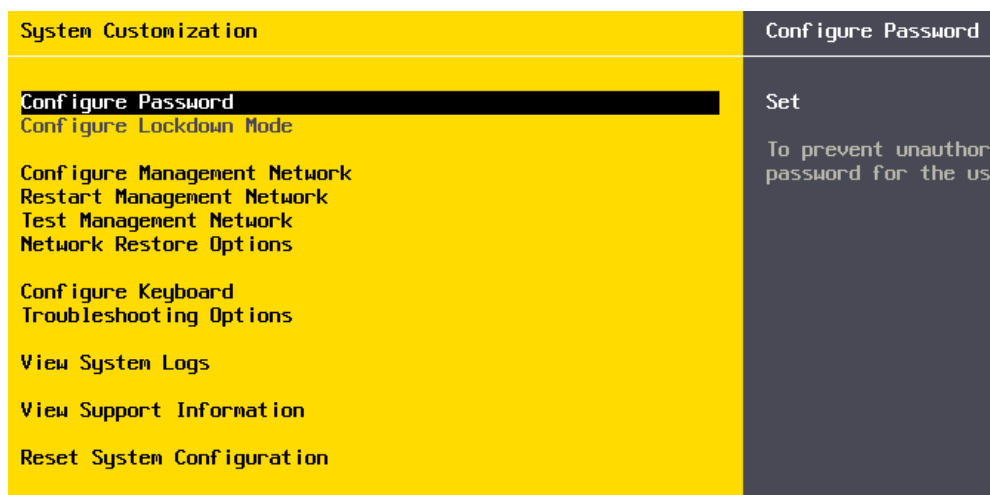 System Customization
Configure Password
Configure Password
Configure Lockdown Mode
Configure Management Network
Restart Management Network
Test Management Network
Network Restore Options
Configure Keyboard
Troubleshooting Options
View System Logs
View Support Information
Reset System Configuration
Set
To prevent unauthor
password for the us